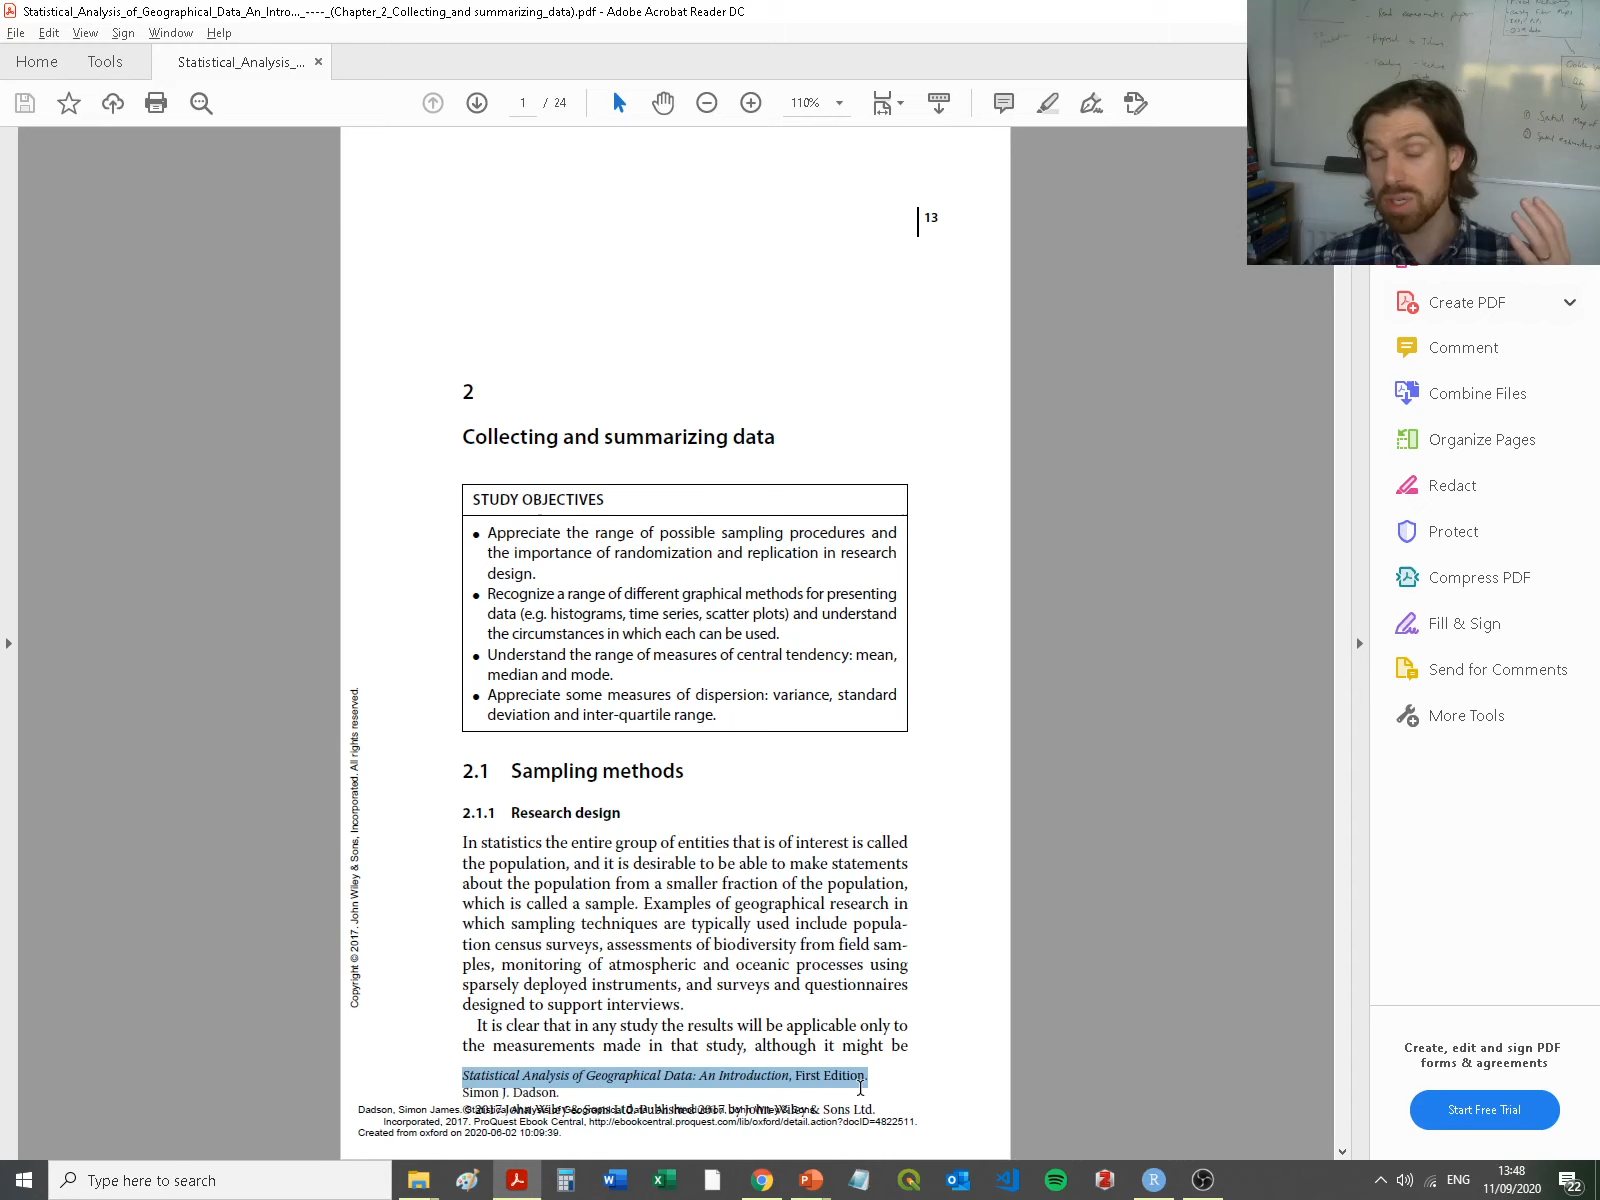 Statistical_Analysis_of_Geographical_Data_An_Intro..._----_(Chapter_2_Collecting_and summarizing_data).pdf - Adobe Acrobat Reader DC
File Edit View Sign Window Help
Home Tools Statistical_Analysis_... ×
1 / 24 110%
13
2
Collecting and summarizing data
STUDY OBJECTIVES
• Appreciate the range of possible sampling procedures and
the importance of randomization and replication in research
design.
• Recognize a range of different graphical methods for presenting
data (e.g. histograms, time series, scatter plots) and understand
the circumstances in which each can be used.
• Understand the range of measures of central tendency: mean,
median and mode.
• Appreciate some measures of dispersion: variance, standard
deviation and inter-quartile range.
2.1 Sampling methods
2.1.1 Research design
In statistics the entire group of entities that is of interest is called
the population, and it is desirable to be able to make statements
about the population from a smaller fraction of the population,
which is called a sample. Examples of geographical research in
which sampling techniques are typically used include popula-
tion census surveys, assessments of biodiversity from field sam-
ples, monitoring of atmospheric and oceanic processes using
sparsely deployed instruments, and surveys and questionnaires
designed to support interviews.
It is clear that in any study the results will be applicable only to
the measurements made in that study, although it might be
Statistical Analysis of Geographical Data: An Introduction, First Edition.
Simon J. Dadson.
© 2017 John Wiley & Sons Ltd. Published 2017 by John Wiley & Sons Ltd.
Dadson, Simon James. Statistical Analysis of Geographical Data : An Introduction, John Wiley & Sons,
Incorporated, 2017. ProQuest Ebook Central, http://ebookcentral.proquest.com/lib/oxford/detail.action?docID=4822511.
Created from oxford on 2020-06-02 10:09:39.
Copyright © 2017. John Wiley & Sons, Incorporated. All rights reserved.
Create PDF
Comment
Combine Files
Organize Pages
Redact
Protect
Compress PDF
Fill & Sign
Send for Comments
More Tools
Create, edit and sign PDF
forms & agreements
Start Free Trial
Type here to search
ENG
13:48
11/09/2020
22